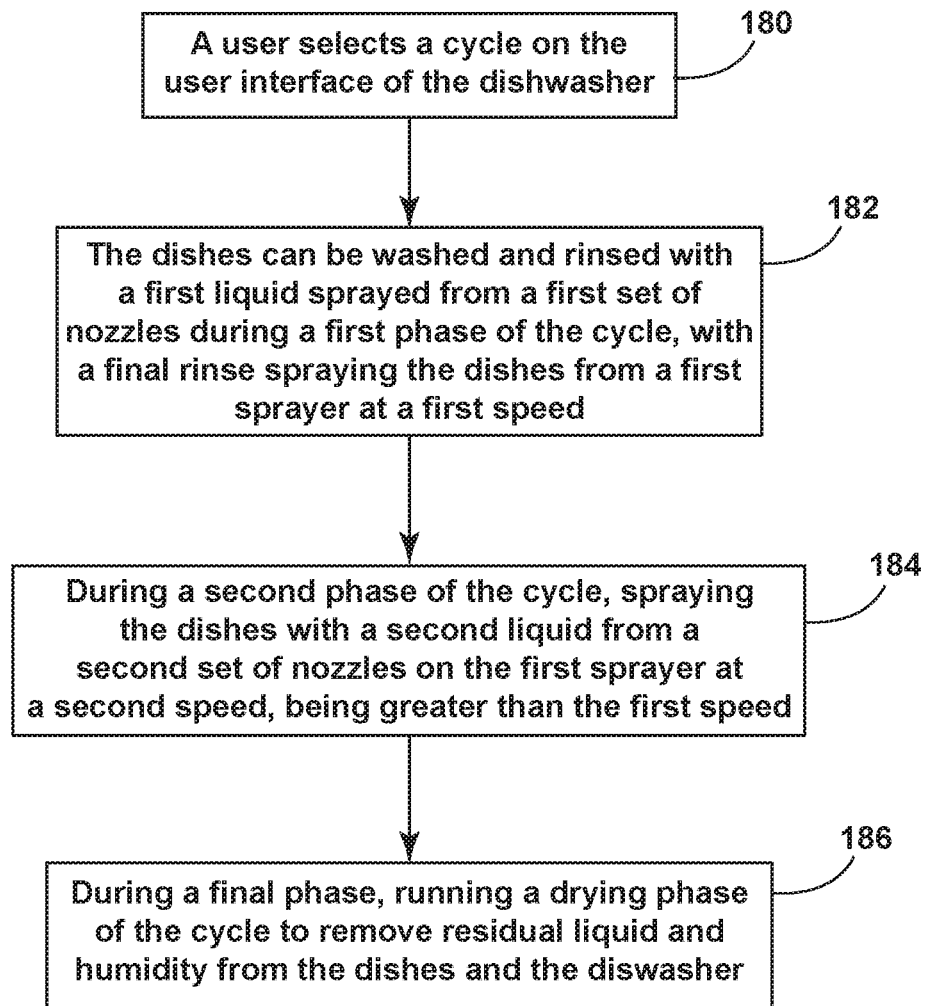 A user selects a cycle on the
user interface of the dishwasher
180
The dishes can be washed and rinsed with
a first liquid sprayed from a first set of
nozzles during a first phase of the cycle, with
a final rinse spraying the dishes from a first
sprayer at a first speed
182
During a second phase of the cycle, spraying
the dishes with a second liquid from a
second set of nozzles on the first sprayer at
a second speed, being greater than the first speed
184
During a final phase, running a drying phase
of the cycle to remove residual liquid and
humidity from the dishes and the diswasher
186